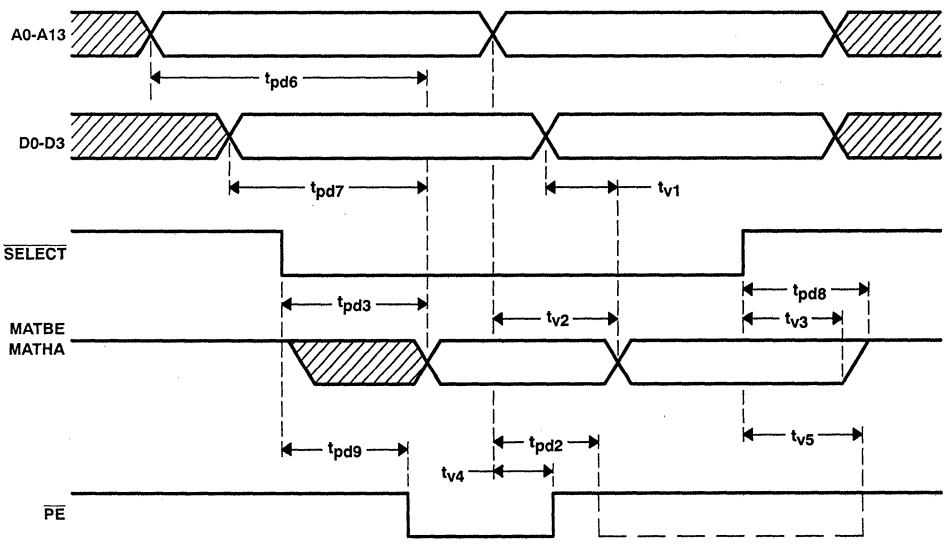 A0-A13
tpd6
D0-D3
tpd7
tv1
SELECT
tpd8
tpd3
tv2
tv3
MATBE
MATHA
tpd9
tpd2
tv5
tv4
PE